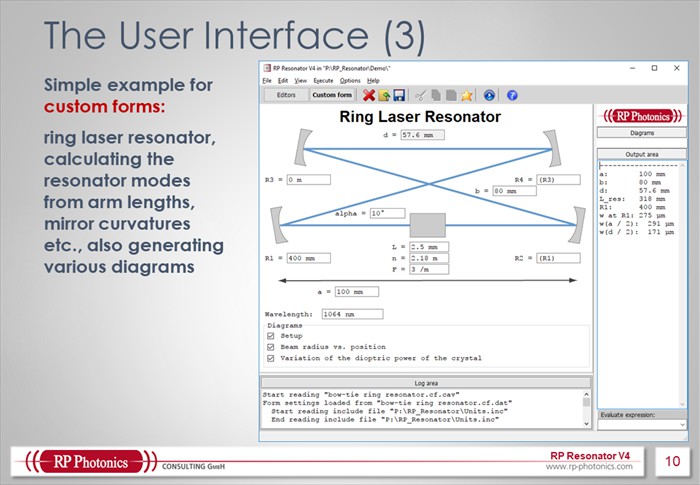 The User Interface (3)
Simple example for
custom forms:
ring laser resonator,
calculating the
resonator modes
from arm lengths,
mirror curvatures
etc., also generating
various diagrams
RP Resonator V4 in "P:\RP_Resonator\Demo\"
File Edit View Execute Options Help
Editors Custom form
Ring Laser Resonator
d = 57.6 mm
R3 = 0 m
R4 = (R3)
b = 80 mm
alpha = 10°
L = 2.5 mm
n = 2.18 m
F = 3 /m
R1 = 400 mm
R2 = (R1)
a = 100 mm
Wavelength: 1064 nm
Diagrams
Setup
Beam radius vs. position
Variation of the dioptric power of the crystal
Log area
Start reading "bow-tie ring resonator.cf.cav"
Form settings loaded from "bow-tie ring resonator.cf.dat"
Start reading include file "P:\RP_Resonator\Units.inc"
End reading include file "P:\RP_Resonator\Units.inc"
RP Photonics
Diagrams
Output area
a: 100 mm
b: 80 mm
d: 57.6 mm
L_res: 318 mm
R1: 400 mm
w at R1: 275 µm
w(a / 2): 291 µm
w(d / 2): 171 µm
Evaluate expression:
RP Photonics CONSULTING GmbH
RP Resonator V4
www.rp-photonics.com
10